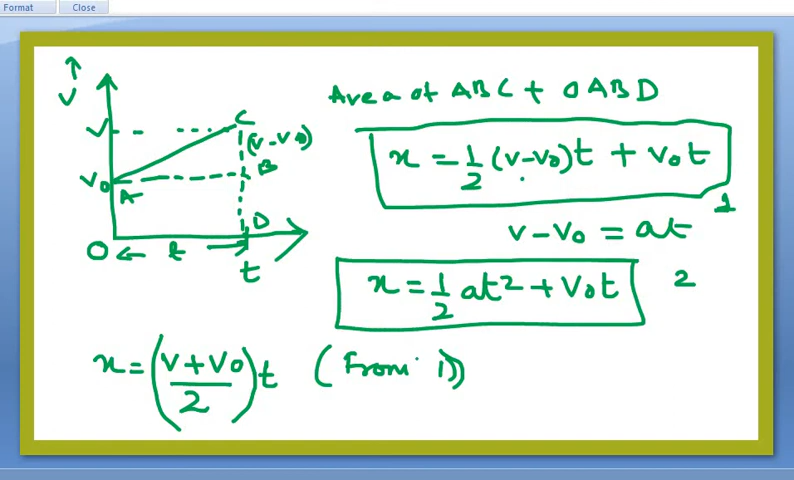 Format Close
↑
V
V
V₀
A
C
(V-V₀)
B
D
O ← t →
t
Area of ABC + OABD
x = 1/2 (v-v₀)t + v₀t
1
v-v₀ = at
x = 1/2 at² + v₀t 2
x = (v+v₀/2) t (From 1)